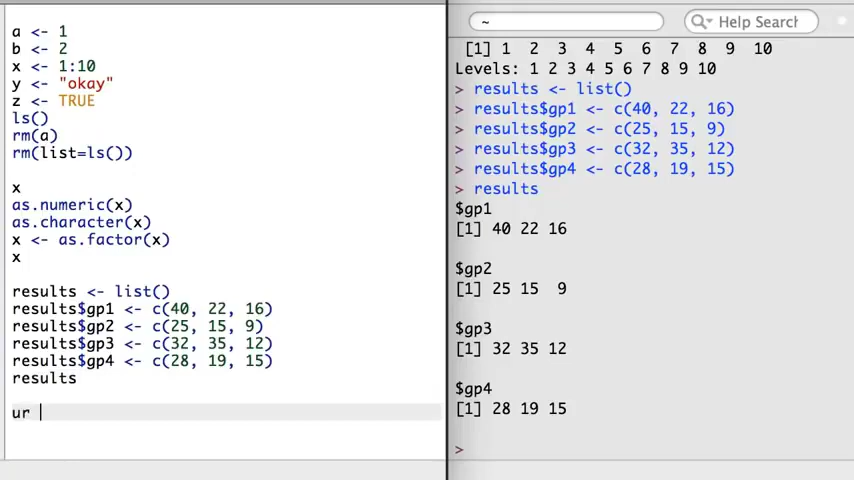 a <- 1
b <- 2
x <- 1:10
y <- "okay"
z <- TRUE
ls()
rm(a)
rm(list=ls())
x
as.numeric(x)
as.character(x)
x <- as.factor(x)
x
results <- list()
results$gp1 <- c(40, 22, 16)
results$gp2 <- c(25, 15, 9)
results$gp3 <- c(32, 35, 12)
results$gp4 <- c(28, 19, 15)
results
ur
~
Help Search
[1] 1 2 3 4 5 6 7 8 9 10
Levels: 1 2 3 4 5 6 7 8 9 10
> results <- list()
> results$gp1 <- c(40, 22, 16)
> results$gp2 <- c(25, 15, 9)
> results$gp3 <- c(32, 35, 12)
> results$gp4 <- c(28, 19, 15)
> results
$gp1
[1] 40 22 16
$gp2
[1] 25 15 9
$gp3
[1] 32 35 12
$gp4
[1] 28 19 15
>